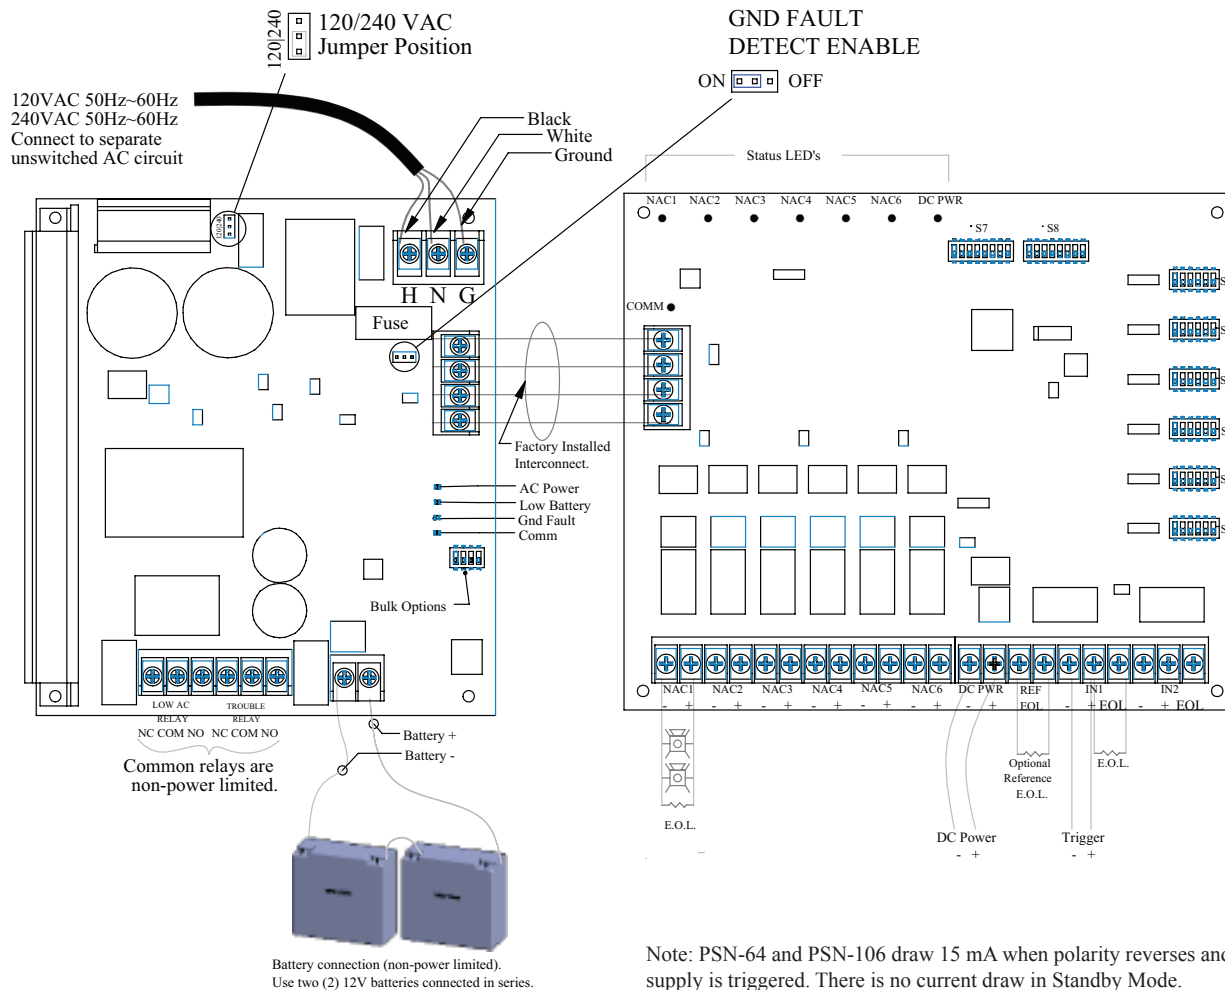 120|240
120/240 VAC
Jumper Position
GND FAULT
DETECT ENABLE
ON OFF
120VAC 50Hz~60Hz
240VAC 50Hz~60Hz
Connect to separate
unswitched AC circuit
Black
White
Ground
Status LED's
NAC1 NAC2 NAC3 NAC4 NAC5 NAC6 DC PWR
S7 S8
120|240
H N G
Fuse
COMM
S
S
S
S
S
S
Factory Installed
Interconnect.
AC Power
Low Battery
Gnd Fault
Comm
Bulk Options
LOW AC
RELAY
NC COM NO
TROUBLE
RELAY
NC COM NO
Common relays are
non-power limited.
Battery +
Battery -
NAC1 NAC2 NAC3 NAC4 NAC5 NAC6 DC PWR REF IN1 IN2
- + - + - + - + - + - + - + EOL - + EOL - + EOL
E.O.L.
Optional
Reference
E.O.L.
E.O.L.
DC Power
- +
Trigger
- +
Battery connection (non-power limited).
Use two (2) 12V batteries connected in series.
Note: PSN-64 and PSN-106 draw 15 mA when polarity reverses and
supply is triggered. There is no current draw in Standby Mode.